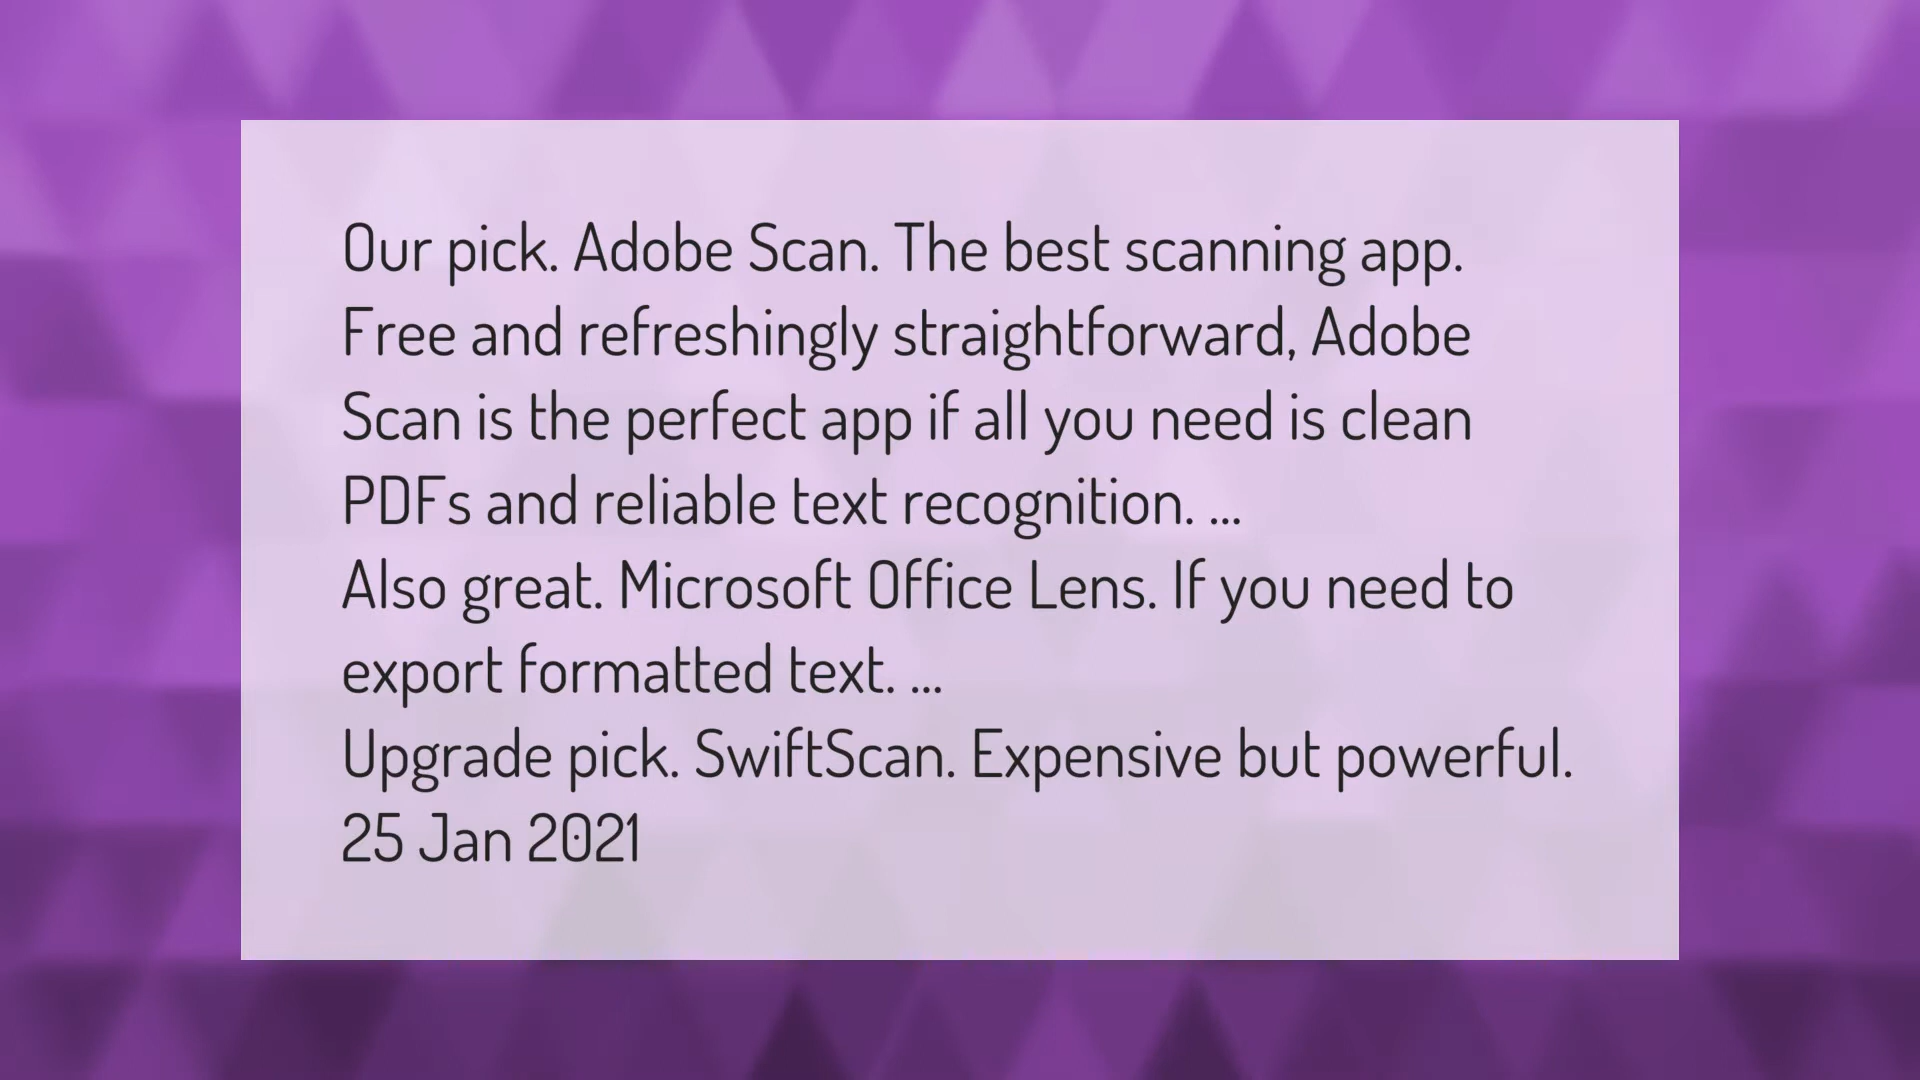 Our pick. Adobe Scan. The best scanning app.
Free and refreshingly straightforward, Adobe
Scan is the perfect app if all you need is clean
PDFs and reliable text recognition. ...
Also great. Microsoft Office Lens. If you need to
export formatted text. ...
Upgrade pick. SwiftScan. Expensive but powerful.
25 Jan 2021